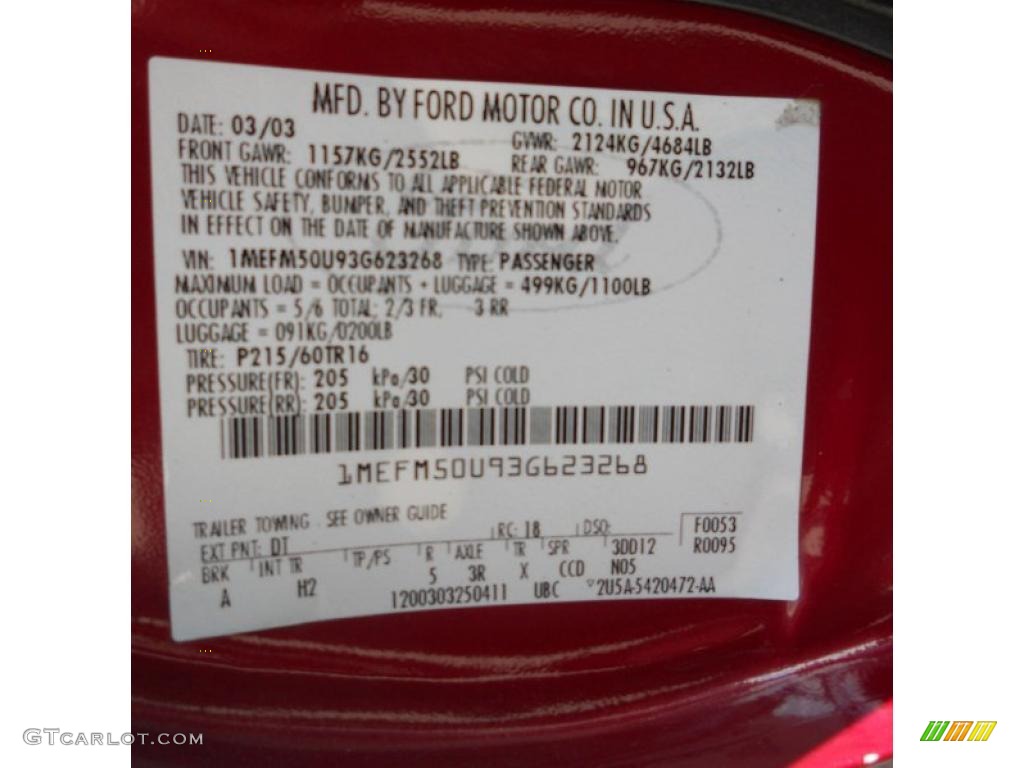 MFD. BY FORD MOTOR CO. IN U.S.A.
DATE: 03/03 GVWR: 2124KG/4684LB
FRONT GAWR: 1157KG/2552LB REAR GAWR: 967KG/2132LB
THIS VEHICLE CONFORMS TO ALL APPLICABLE FEDERAL MOTOR
VEHICLE SAFETY, BUMPER, AND THEFT PREVENTION STANDARDS
IN EFFECT ON THE DATE OF MANUFACTURE SHOWN ABOVE.
VIN: 1MEFM50U93G623268 TYPE: PASSENGER
MAXIMUM LOAD = OCCUPANTS + LUGGAGE = 499KG/1100LB
OCCUPANTS = 5/6 TOTAL; 2/3 FR, 3 RR
LUGGAGE = 091KG/0200LB
TIRE: P215/60TR16
PRESSURE(FR): 205 kPa/30 PSI COLD
PRESSURE(RR): 205 kPa/30 PSI COLD
1MEFM50U93G623268
TRAILER TOWING - SEE OWNER GUIDE
EXT PNT: DT RC: 18 DSO: F0053
BRK INT TR TP/PS R AXLE TR SPR 3DD12 R0095
A H2 5 3R X CCD N05
1200303250411 UBC 2U5A-5420472-AA
GTCARLOT.COM